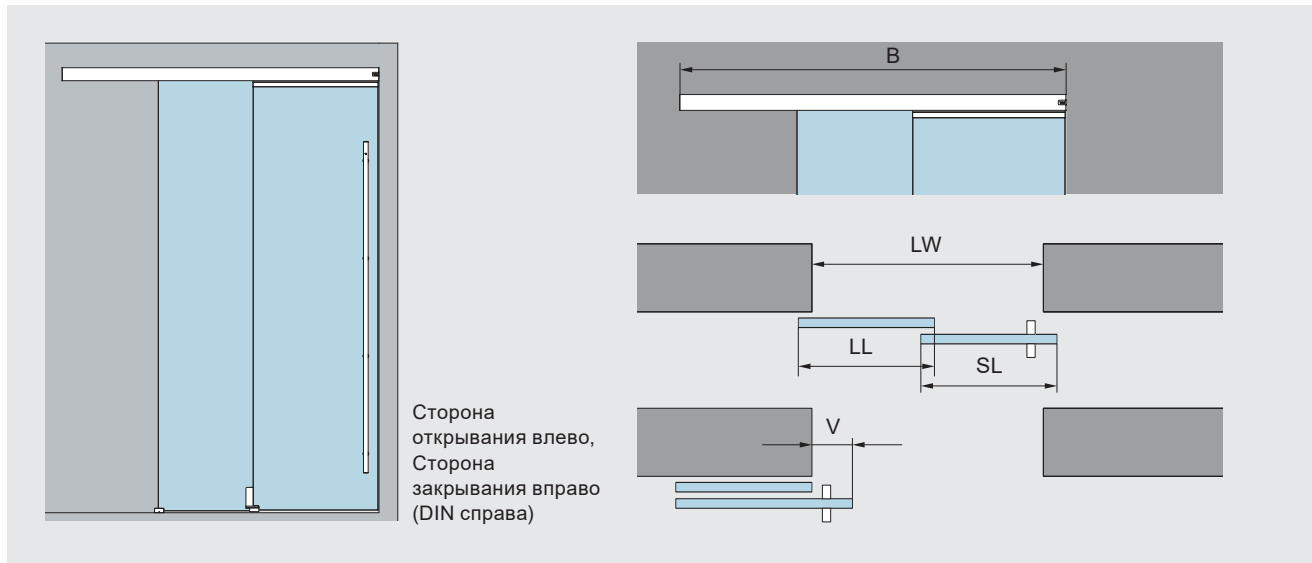 B
LW
LL
SL
V
Сторона
открывания влево,
Сторона
закрывания вправо
(DIN справа)